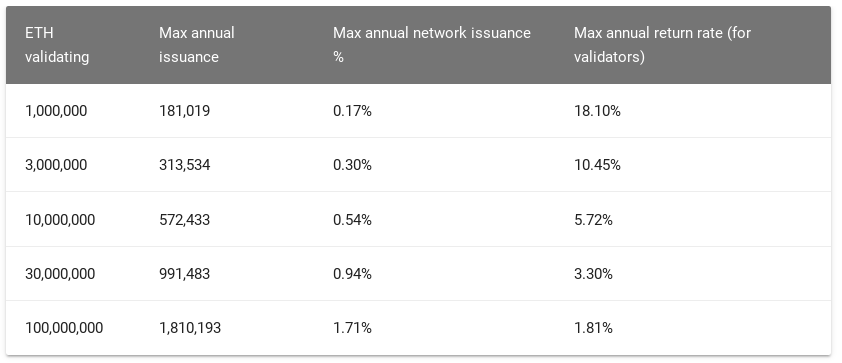 ETH validating Max annual issuance Max annual network issuance % Max annual return rate (for validators)
1,000,000 181,019 0.17% 18.10%
3,000,000 313,534 0.30% 10.45%
10,000,000 572,433 0.54% 5.72%
30,000,000 991,483 0.94% 3.30%
100,000,000 1,810,193 1.71% 1.81%